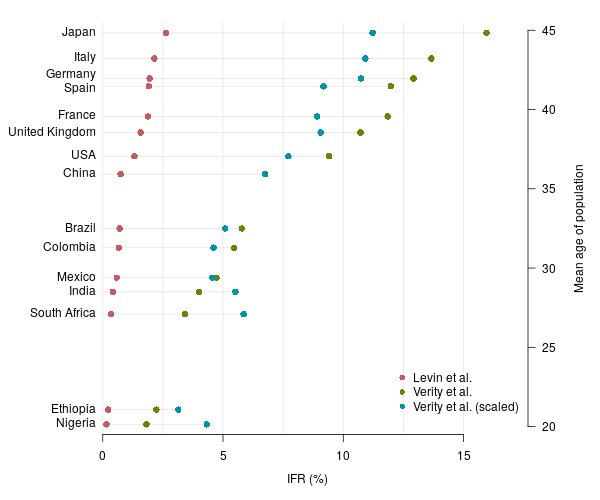 Japan
Italy
Germany
Spain
France
United Kingdom
USA
China
Brazil
Colombia
Mexico
India
South Africa
Ethiopia
Nigeria
45
40
35
30
25
20
Mean age of population
Levin et al.
Verity et al.
Verity et al. (scaled)
0 5 10 15
IFR (%)